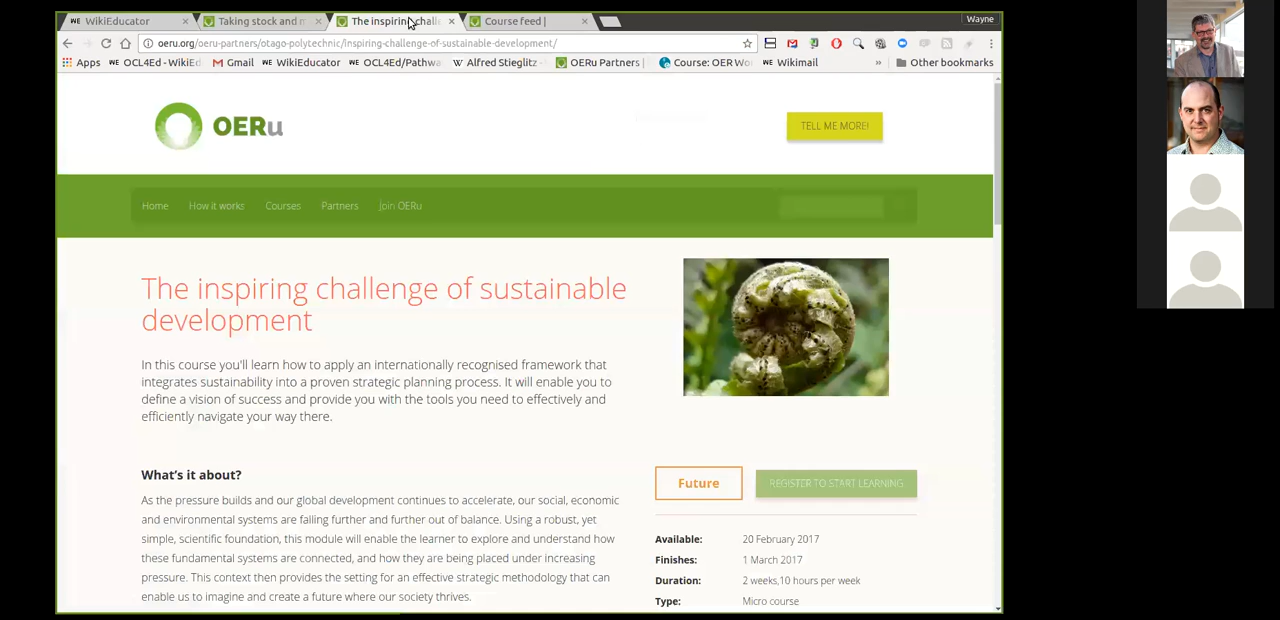 WikiEducator
Taking stock and m
The inspiring chall
Course feed |
Wayne
oeru.org/oeru-partners/otago-polytechnic/inspiring-challenge-of-sustainable-development/
Apps
WE OCL4Ed - WikiEd
Gmail
WE WikiEducator
WE OCL4Ed/Pathwa
W Alfred Stieglitz -
OERu Partners |
Course: OER Wo
WE Wikimail
»
Other bookmarks
OERu
TELL ME MORE!
Home
How it works
Courses
Partners
Join OERu
The inspiring challenge of sustainable
development
In this course you'll learn how to apply an internationally recognised framework that
integrates sustainability into a proven strategic planning process. It will enable you to
define a vision of success and provide you with the tools you need to effectively and
efficiently navigate your way there.
What's it about?
As the pressure builds and our global development continues to accelerate, our social, economic
and environmental systems are falling further and further out of balance. Using a robust, yet
simple, scientific foundation, this module will enable the learner to explore and understand how
these fundamental systems are connected, and how they are being placed under increasing
pressure. This context then provides the setting for an effective strategic methodology that can
enable us to imagine and create a future where our society thrives.
Future
REGISTER TO START LEARNING
Available: 20 February 2017
Finishes: 1 March 2017
Duration: 2 weeks,10 hours per week
Type: Micro course